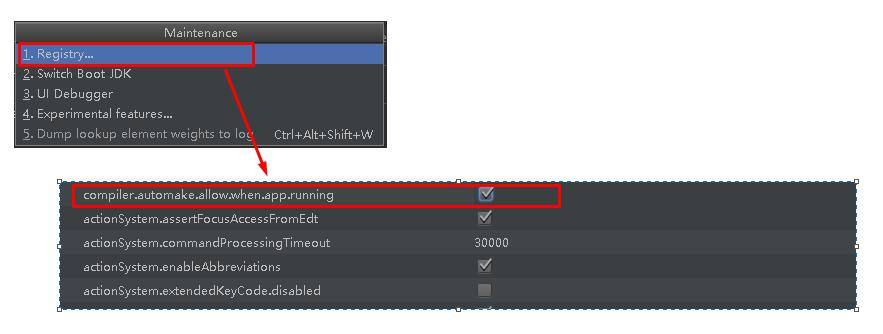 Maintenance
1. Registry...
2. Switch Boot JDK
3. UI Debugger
4. Experimental features...
5. Dump lookup element weights to log Ctrl+Alt+Shift+W
compiler.automake.allow.when.app.running
actionSystem.assertFocusAccessFromEdt
actionSystem.commandProcessingTimeout 30000
actionSystem.enableAbbreviations
actionSystem.extendedKeyCode.disabled